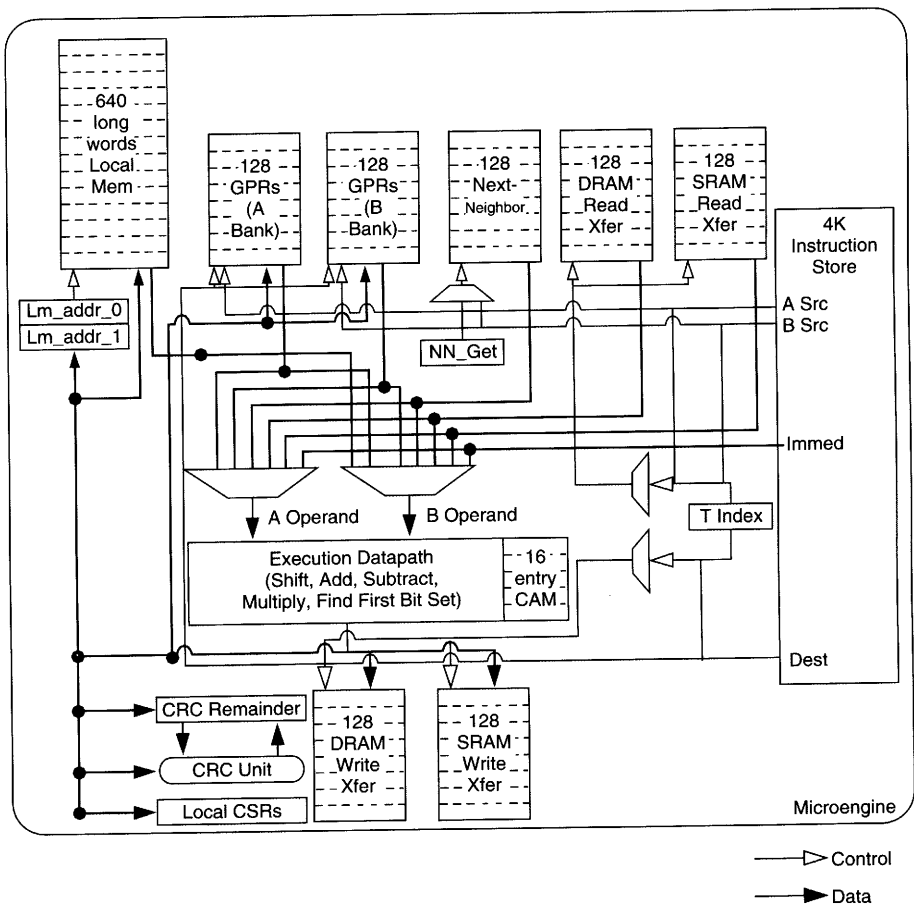 640
long
words
Local
Mem
128
GPRs
(A
Bank)
128
GPRs
(B
Bank)
128
Next-
Neighbor
128
DRAM
Read
Xfer
128
SRAM
Read
Xfer
4K
Instruction
Store
A Src
B Src
Immed
Dest
Lm_addr_0
Lm_addr_1
NN_Get
T Index
A Operand
B Operand
Execution Datapath
(Shift, Add, Subtract,
Multiply, Find First Bit Set)
16
entry
CAM
CRC Remainder
CRC Unit
Local CSRs
128
DRAM
Write
Xfer
128
SRAM
Write
Xfer
Microengine
Control
Data